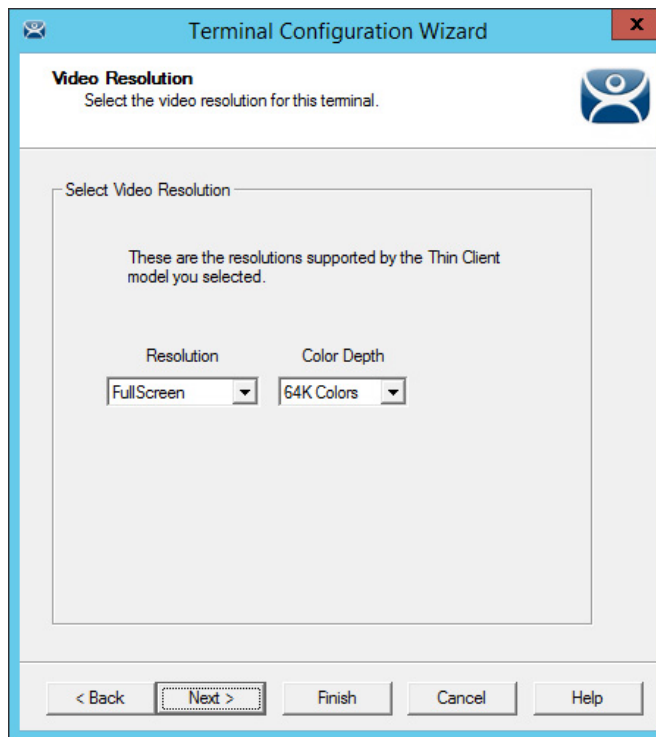 Terminal Configuration Wizard
x
Video Resolution
Select the video resolution for this terminal.
Select Video Resolution
These are the resolutions supported by the Thin Client
model you selected.
Resolution Color Depth
FullScreen 64K Colors
< Back Next > Finish Cancel Help